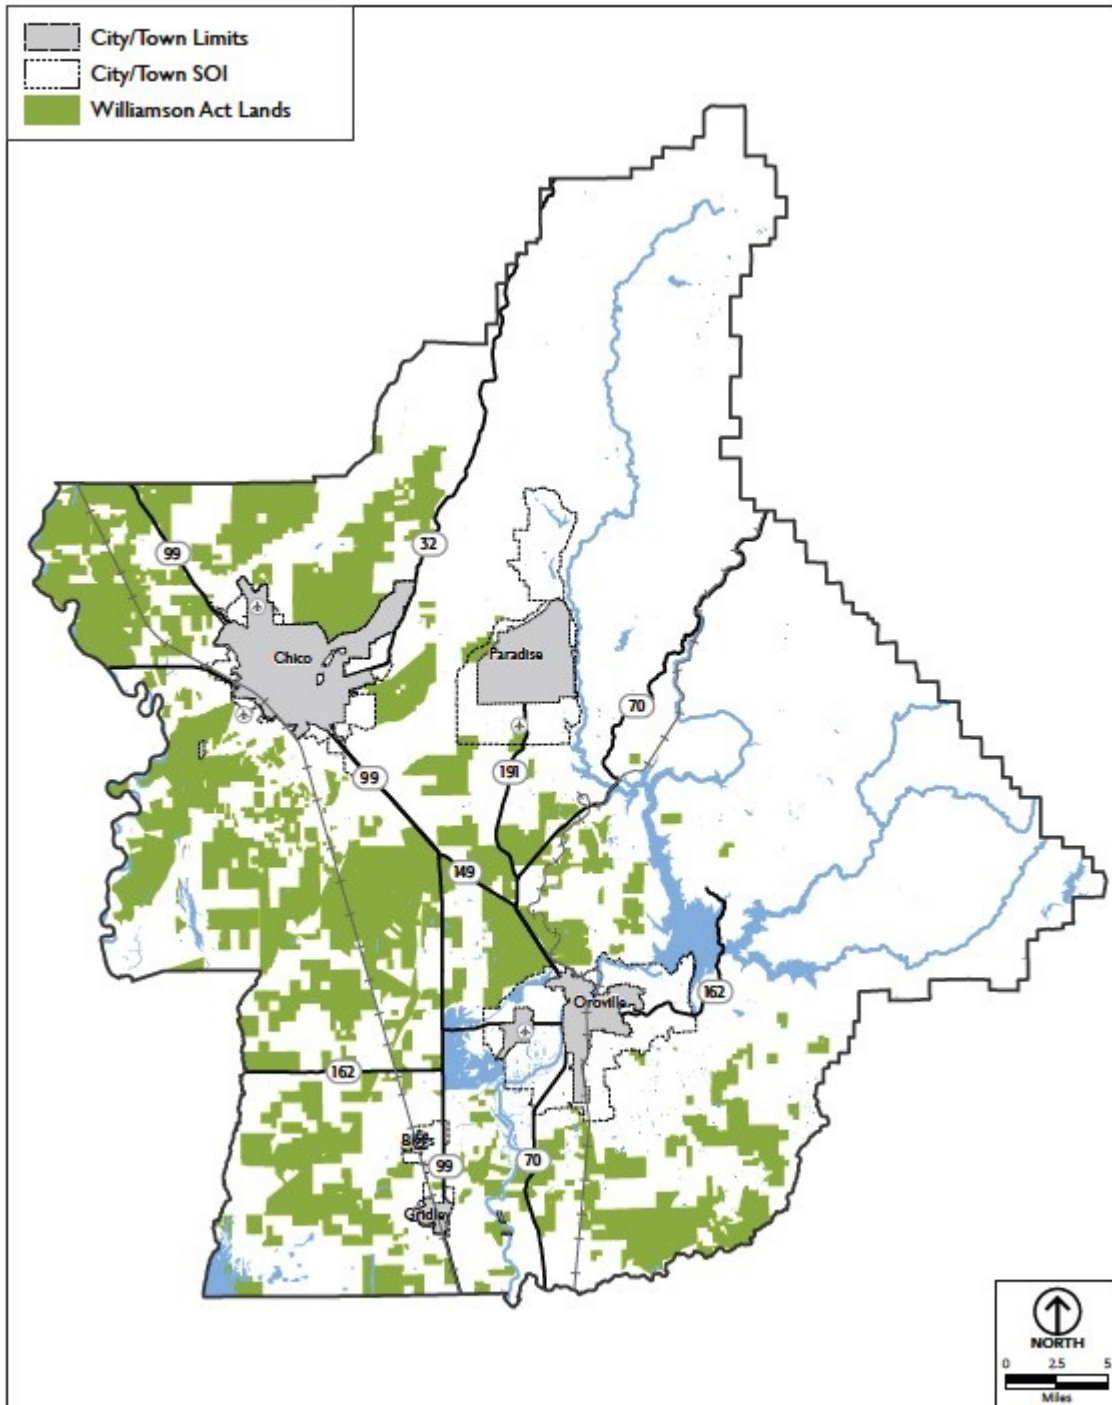 City/Town Limits
City/Town SOI
Williamson Act Lands
32
99
Chico
Paradise
70
99
191
149
Oroville
162
162
Biggs
99
70
Gridley
NORTH
0 2.5 5
Miles